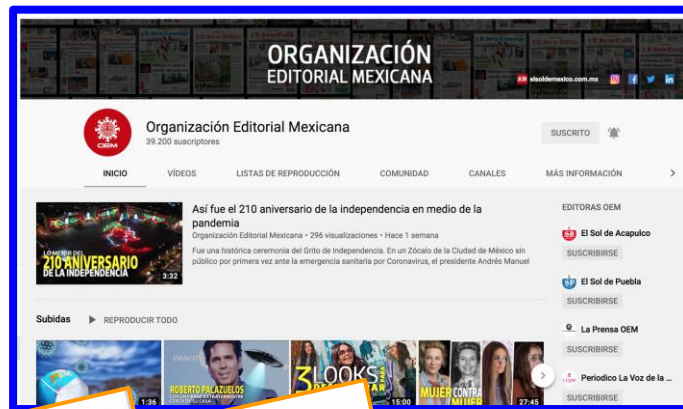 ORGANIZACIÓN
EDITORIAL MEXICANA
elsoldemexico.com.mx
OEM
Organización Editorial Mexicana
39.200 suscriptores
SUSCRITO
INICIO VÍDEOS LISTAS DE REPRODUCCIÓN COMUNIDAD CANALES MÁS INFORMACIÓN
LO MEJOR DEL
210 ANIVERSARIO
DE LA INDEPENDENCIA
3:32
Así fue el 210 aniversario de la independencia en medio de la
pandemia
Organización Editorial Mexicana • 296 visualizaciones • Hace 1 semana
Fue una histórica ceremonia del Grito de Independencia. En un Zócalo de la Ciudad de México sin
público por primera vez ante la emergencia sanitaria por Coronavirus, el presidente Andrés Manuel
EDITORAS OEM
El Sol de Acapulco
SUSCRIBIRSE
El Sol de Puebla
SUSCRIBIRSE
La Prensa OEM
SUSCRIBIRSE
Periodico La Voz de la ...
SUSCRIBIRSE
Subidas REPRODUCIR TODO
1:36
ROBERTO PALAZUELOS
3 LOOKS
PARA
15:00
MUJER CONTRA
MUJER
27:45